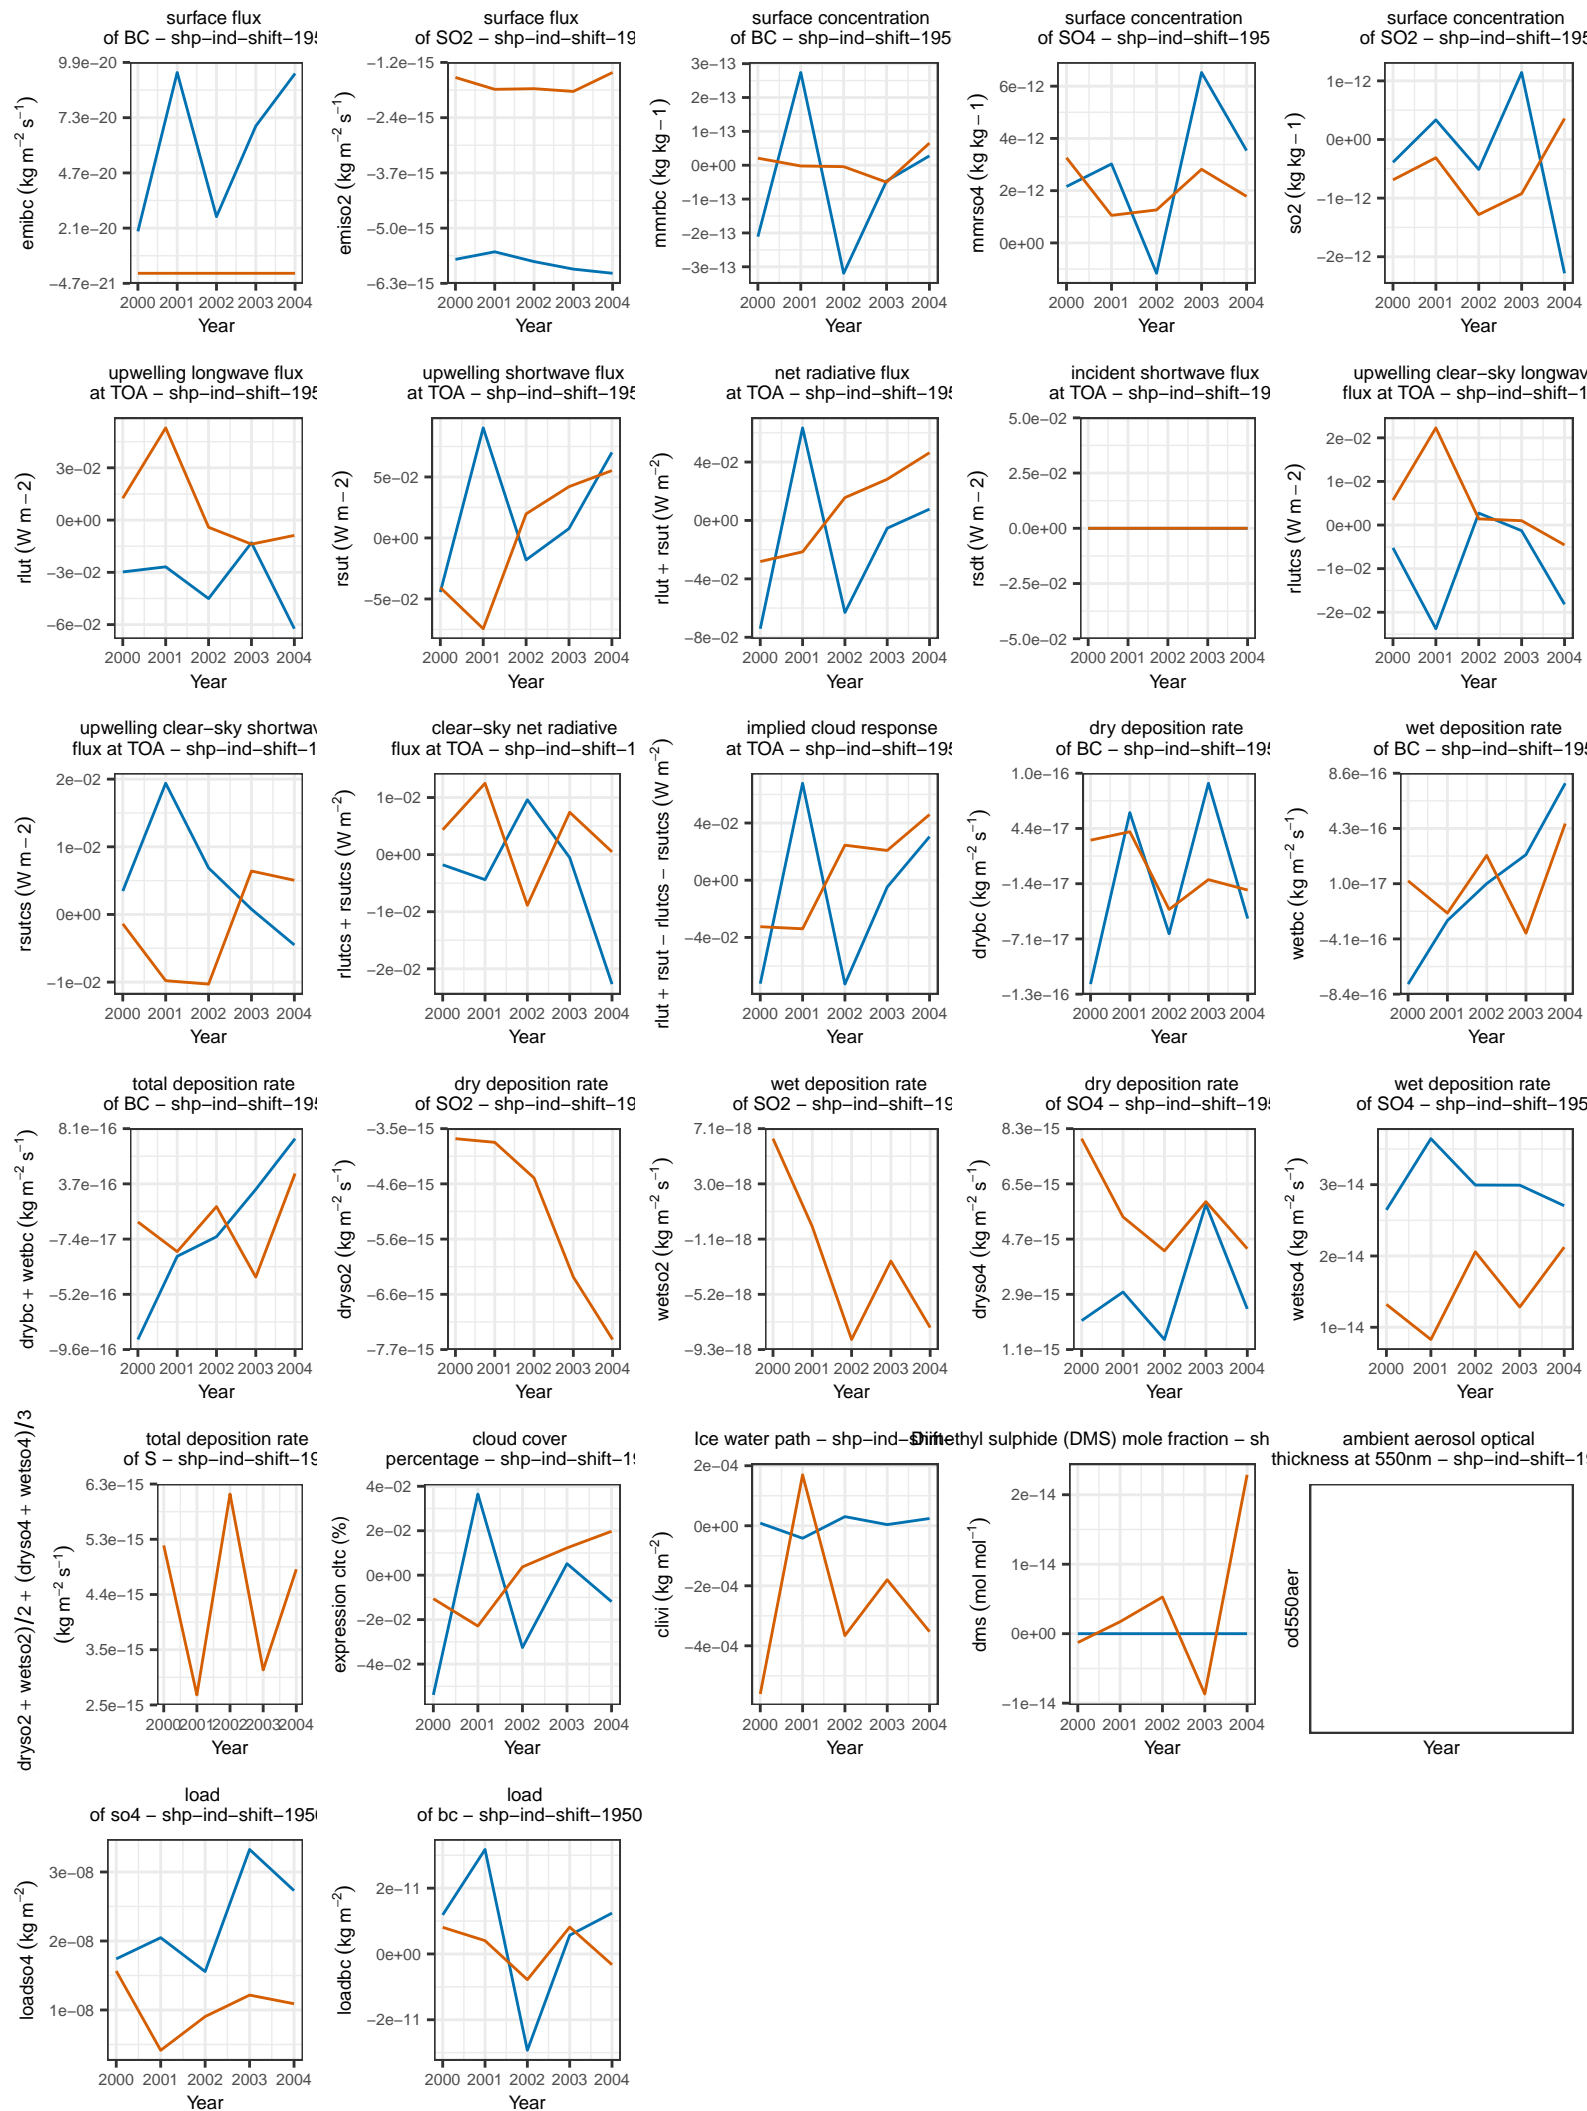 surface flux
of BC − shp−ind−shift−195
emibc (kg m−2 s−1)
9.9e−20
7.3e−20
4.7e−20
2.1e−20
−4.7e−21
2000 2001 2002 2003 2004
Year
surface flux
of SO2 − shp−ind−shift−19
emiso2 (kg m−2 s−1)
−1.2e−15
−2.4e−15
−3.7e−15
−5.0e−15
−6.3e−15
2000 2001 2002 2003 2004
Year
surface concentration
of BC − shp−ind−shift−195
mmrbc (kg kg − 1)
3e−13
2e−13
1e−13
0e+00
−1e−13
−2e−13
−3e−13
2000 2001 2002 2003 2004
Year
surface concentration
of SO4 − shp−ind−shift−195
mmrso4 (kg kg − 1)
6e−12
4e−12
2e−12
0e+00
2000 2001 2002 2003 2004
Year
surface concentration
of SO2 − shp−ind−shift−195
so2 (kg kg − 1)
1e−12
0e+00
−1e−12
−2e−12
2000 2001 2002 2003 2004
Year
upwelling longwave flux
at TOA − shp−ind−shift−195
rlut (W m − 2)
3e−02
0e+00
−3e−02
−6e−02
2000 2001 2002 2003 2004
Year
upwelling shortwave flux
at TOA − shp−ind−shift−195
rsut (W m − 2)
5e−02
0e+00
−5e−02
2000 2001 2002 2003 2004
Year
net radiative flux
at TOA − shp−ind−shift−195
rlut + rsut (W m−2)
4e−02
0e+00
−4e−02
−8e−02
2000 2001 2002 2003 2004
Year
incident shortwave flux
at TOA − shp−ind−shift−19
rsdt (W m − 2)
5.0e−02
2.5e−02
0.0e+00
−2.5e−02
−5.0e−02
2000 2001 2002 2003 2004
Year
upwelling clear−sky longwav
flux at TOA − shp−ind−shift−1
rlutcs (W m − 2)
2e−02
1e−02
0e+00
−1e−02
−2e−02
2000 2001 2002 2003 2004
Year
upwelling clear−sky shortwav
flux at TOA − shp−ind−shift−1
rsutcs (W m − 2)
2e−02
1e−02
0e+00
−1e−02
2000 2001 2002 2003 2004
Year
clear−sky net radiative
flux at TOA − shp−ind−shift−1
rlutcs + rsutcs (W m−2)
1e−02
0e+00
−1e−02
−2e−02
2000 2001 2002 2003 2004
Year
implied cloud response
at TOA − shp−ind−shift−195
rlut + rsut − rlutcs − rsutcs (W m−2)
4e−02
0e+00
−4e−02
2000 2001 2002 2003 2004
Year
dry deposition rate
of BC − shp−ind−shift−195
drybc (kg m−2 s−1)
1.0e−16
4.4e−17
−1.4e−17
−7.1e−17
−1.3e−16
2000 2001 2002 2003 2004
Year
wet deposition rate
of BC − shp−ind−shift−195
wetbc (kg m−2 s−1)
8.6e−16
4.3e−16
1.0e−17
−4.1e−16
−8.4e−16
2000 2001 2002 2003 2004
Year
total deposition rate
of BC − shp−ind−shift−195
drybc + wetbc (kg m−2 s−1)
8.1e−16
3.7e−16
−7.4e−17
−5.2e−16
−9.6e−16
2000 2001 2002 2003 2004
Year
dry deposition rate
of SO2 − shp−ind−shift−19
dryso2 (kg m−2 s−1)
−3.5e−15
−4.6e−15
−5.6e−15
−6.6e−15
−7.7e−15
2000 2001 2002 2003 2004
Year
wet deposition rate
of SO2 − shp−ind−shift−19
wetso2 (kg m−2 s−1)
7.1e−18
3.0e−18
−1.1e−18
−5.2e−18
−9.3e−18
2000 2001 2002 2003 2004
Year
dry deposition rate
of SO4 − shp−ind−shift−195
dryso4 (kg m−2 s−1)
8.3e−15
6.5e−15
4.7e−15
2.9e−15
1.1e−15
2000 2001 2002 2003 2004
Year
wet deposition rate
of SO4 − shp−ind−shift−195
wetso4 (kg m−2 s−1)
3e−14
2e−14
1e−14
2000 2001 2002 2003 2004
Year
total deposition rate
of S − shp−ind−shift−19
dryso2 + wetso2)/2 + (dryso4 + wetso4)/3
(kg m−2 s−1)
6.3e−15
5.3e−15
4.4e−15
3.5e−15
2.5e−15
2000 2001 2002 2003 2004
Year
cloud cover
percentage − shp−ind−shift−19
expression cltc (%)
4e−02
2e−02
0e+00
−2e−02
−4e−02
2000 2001 2002 2003 2004
Year
Ice water path − shp−ind−shift−
clivi (kg m−2)
2e−04
0e+00
−2e−04
−4e−04
2000 2001 2002 2003 2004
Year
Dimethyl sulphide (DMS) mole fraction − sh
dms (mol mol−1)
2e−14
1e−14
0e+00
−1e−14
2000 2001 2002 2003 2004
Year
ambient aerosol optical
thickness at 550nm − shp−ind−shift−19
od550aer
Year
load
of so4 − shp−ind−shift−1950
loadso4 (kg m−2)
3e−08
2e−08
1e−08
2000 2001 2002 2003 2004
Year
load
of bc − shp−ind−shift−1950
loadbc (kg m−2)
2e−11
0e+00
−2e−11
2000 2001 2002 2003 2004
Year